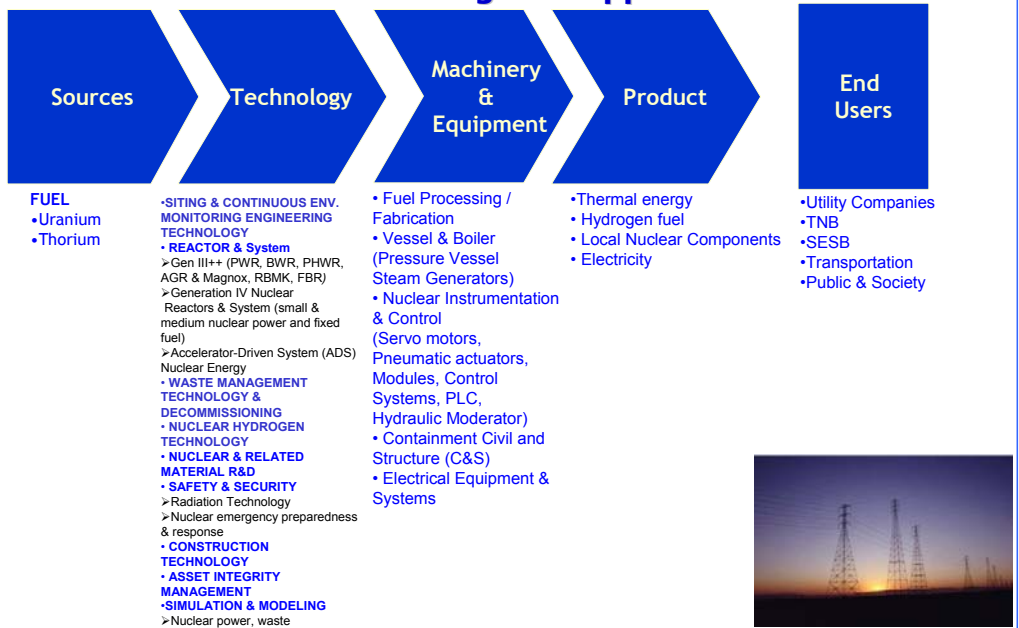 Sources
Technology
Machinery
&
Equipment
Product
End
Users
FUEL
•Uranium
•Thorium
•SITING & CONTINUOUS ENV.
MONITORING ENGINEERING
TECHNOLOGY
• REACTOR & System
➢Gen III++ (PWR, BWR, PHWR,
AGR & Magnox, RBMK, FBR)
➢Generation IV Nuclear
Reactors & System (small &
medium nuclear power and fixed
fuel)
➢Accelerator-Driven System (ADS)
Nuclear Energy
• WASTE MANAGEMENT
TECHNOLOGY &
DECOMMISSIONING
• NUCLEAR HYDROGEN
TECHNOLOGY
• NUCLEAR & RELATED
MATERIAL R&D
• SAFETY & SECURITY
➢Radiation Technology
➢Nuclear emergency preparedness
& response
• CONSTRUCTION
TECHNOLOGY
• ASSET INTEGRITY
MANAGEMENT
•SIMULATION & MODELING
➢Nuclear power, waste
• Fuel Processing /
Fabrication
• Vessel & Boiler
(Pressure Vessel
Steam Generators)
• Nuclear Instrumentation
& Control
(Servo motors,
Pneumatic actuators,
Modules, Control
Systems, PLC,
Hydraulic Moderator)
• Containment Civil and
Structure (C&S)
• Electrical Equipment &
Systems
•Thermal energy
• Hydrogen fuel
• Local Nuclear Components
• Electricity
•Utility Companies
•TNB
•SESB
•Transportation
•Public & Society